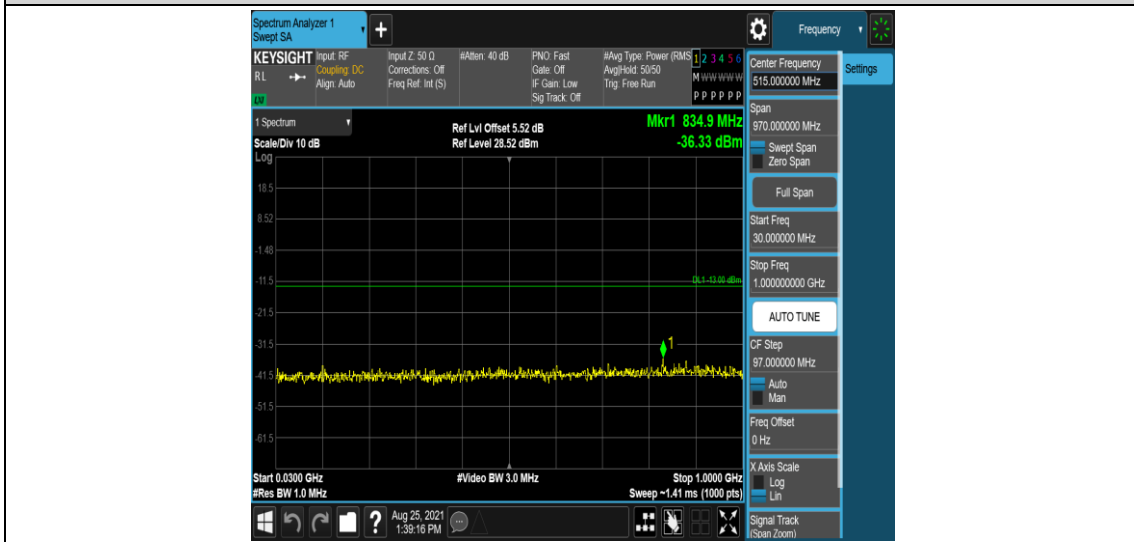 Spectrum Analyzer 1
Swept SA
+
Frequency
KEYSIGHT
RL
LXI
Input: RF
Coupling: DC
Align: Auto
Input Z: 50 Ω
Corrections: Off
Freq Ref: Int (S)
#Atten: 40 dB
PNO: Fast
Gate: Off
IF Gain: Low
Sig Track: Off
#Avg Type: Power (RMS
Avg|Hold: 50/50
Trig: Free Run
1 2 3 4 5 6
M W W W W W
P P P P P P
1 Spectrum
Scale/Div 10 dB
Log
Ref Lvl Offset 5.52 dB
Ref Level 28.52 dBm
Mkr1 834.9 MHz
-36.33 dBm
18.5
8.52
-1.48
-11.5
-21.5
-31.5
-41.5
-51.5
-61.5
DL1 -13.00 dBm
1
Start 0.0300 GHz
#Res BW 1.0 MHz
#Video BW 3.0 MHz
Stop 1.0000 GHz
Sweep ~1.41 ms (1000 pts)
Center Frequency
515.000000 MHz
Settings
Span
970.000000 MHz
Swept Span
Zero Span
Full Span
Start Freq
30.000000 MHz
Stop Freq
1.000000000 GHz
AUTO TUNE
CF Step
97.000000 MHz
Auto
Man
Freq Offset
0 Hz
X Axis Scale
Log
Lin
Signal Track
(Span Zoom)
?
Aug 25, 2021
1:39:16 PM